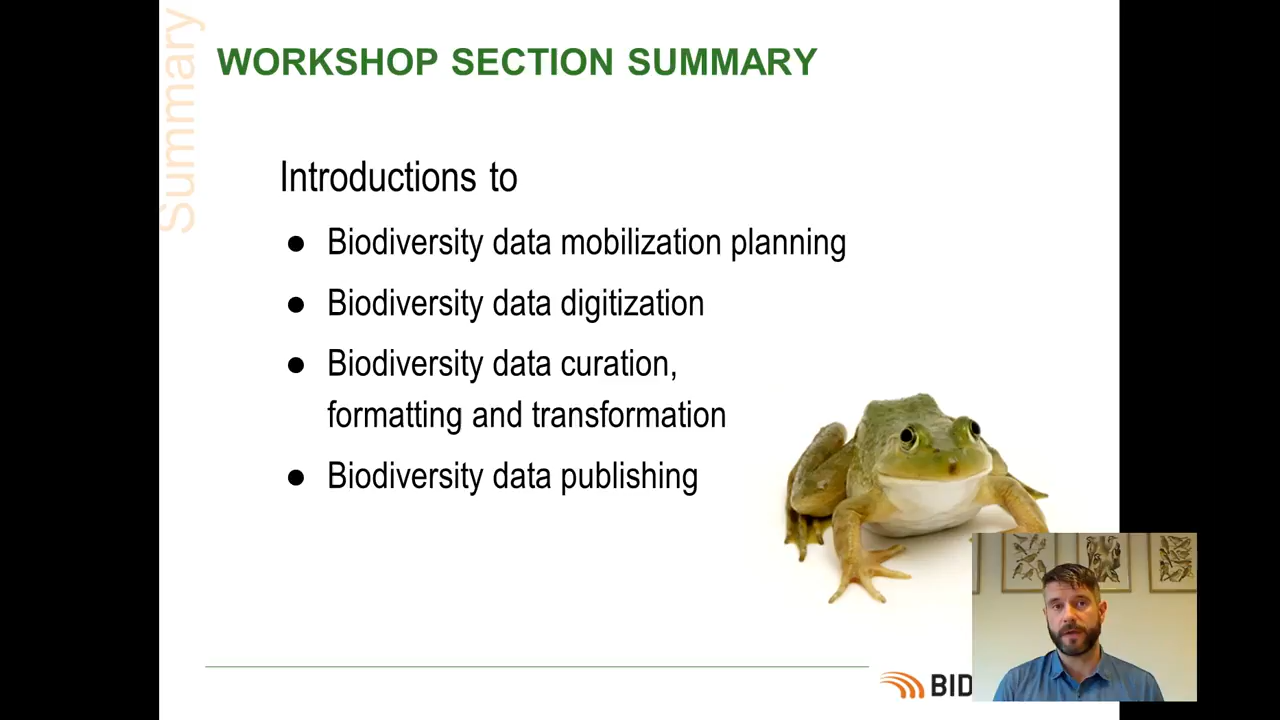 Summary
WORKSHOP SECTION SUMMARY
Introductions to
● Biodiversity data mobilization planning
● Biodiversity data digitization
● Biodiversity data curation,
formatting and transformation
● Biodiversity data publishing
BID